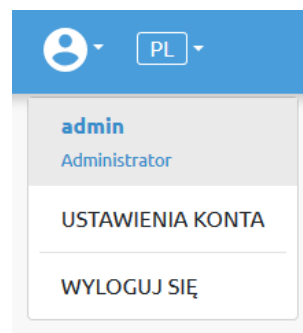 PL
admin
Administrator
USTAWIENIA KONTA
WYLOGUJ SIĘ